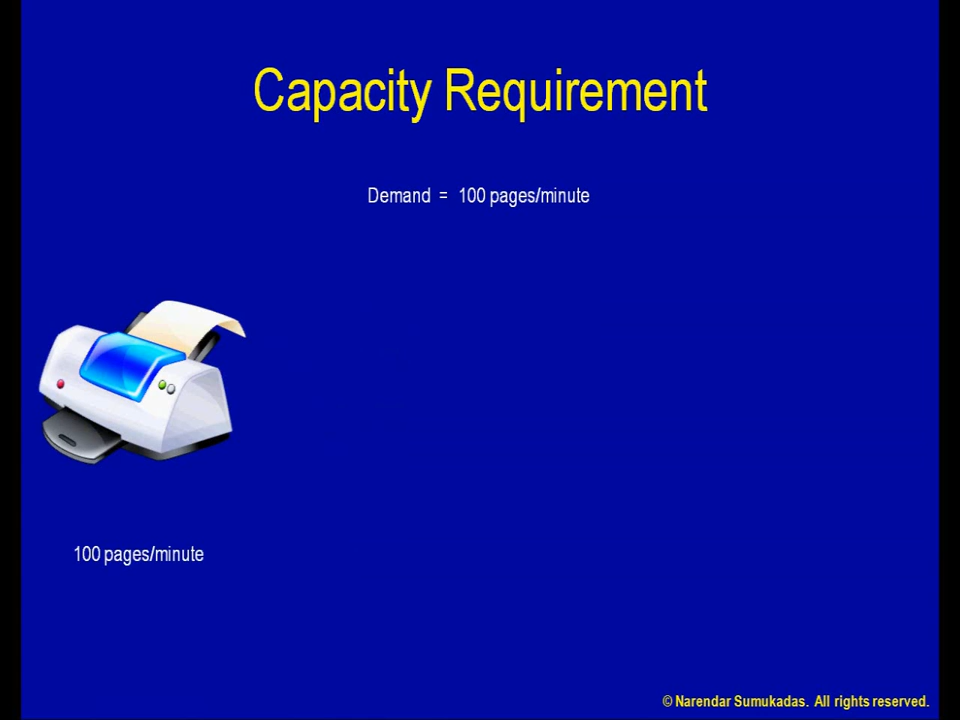 Capacity Requirement
Demand = 100 pages/minute
100 pages/minute
© Narendar Sumukadas. All rights reserved.